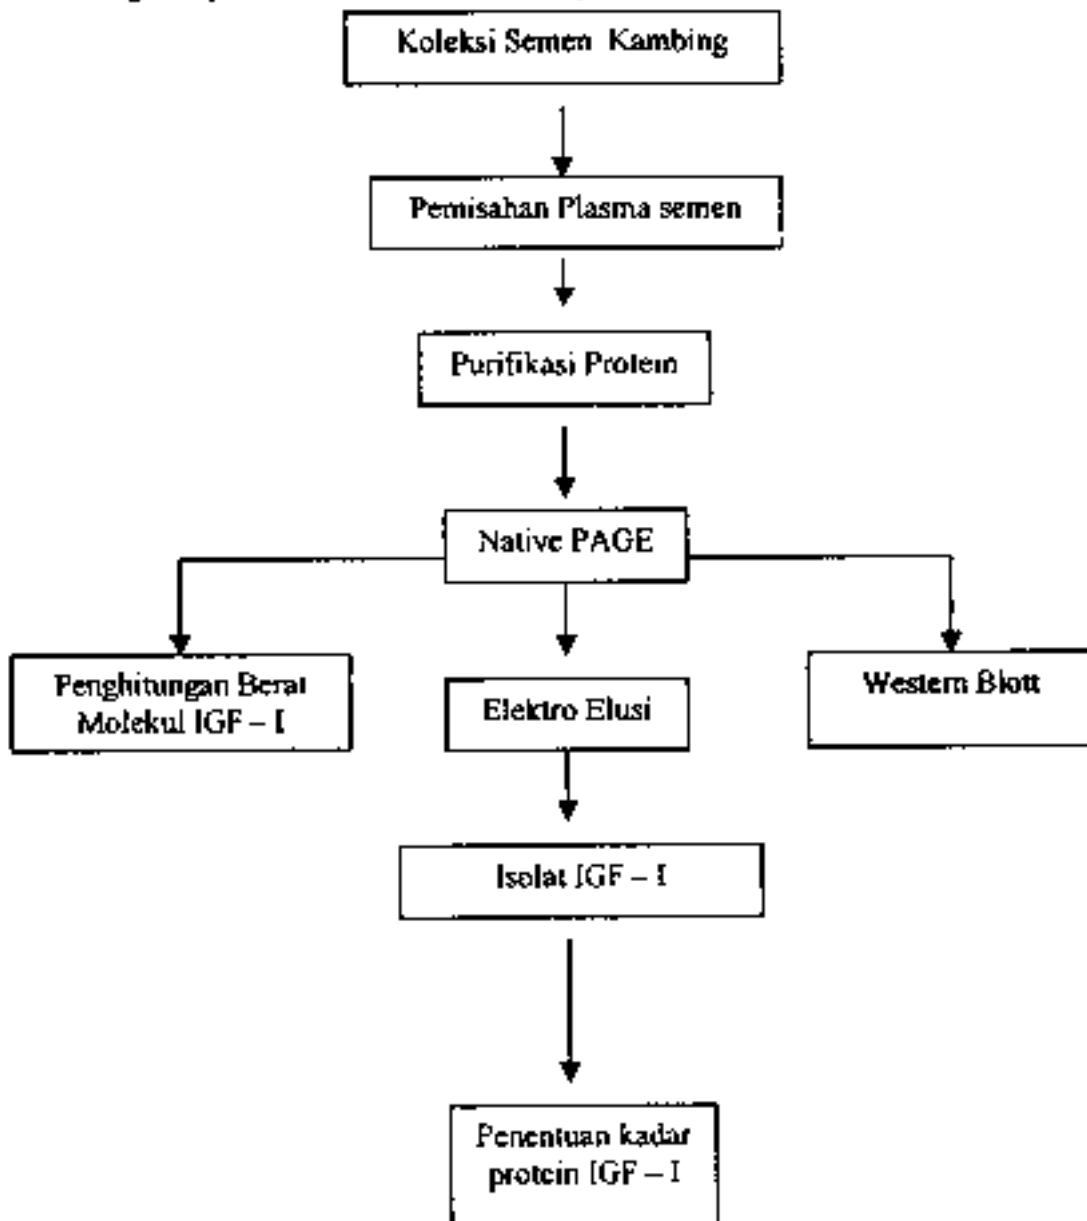 Koleksi Semen Kambing
Pemisahan Plasma semen
Purifikasi Protein
Native PAGE
Penghitungan Berat
Molekul IGF – I
Elektro Elusi
Western Blott
Isolat IGF – I
Penentuan kadar
protein IGF – I